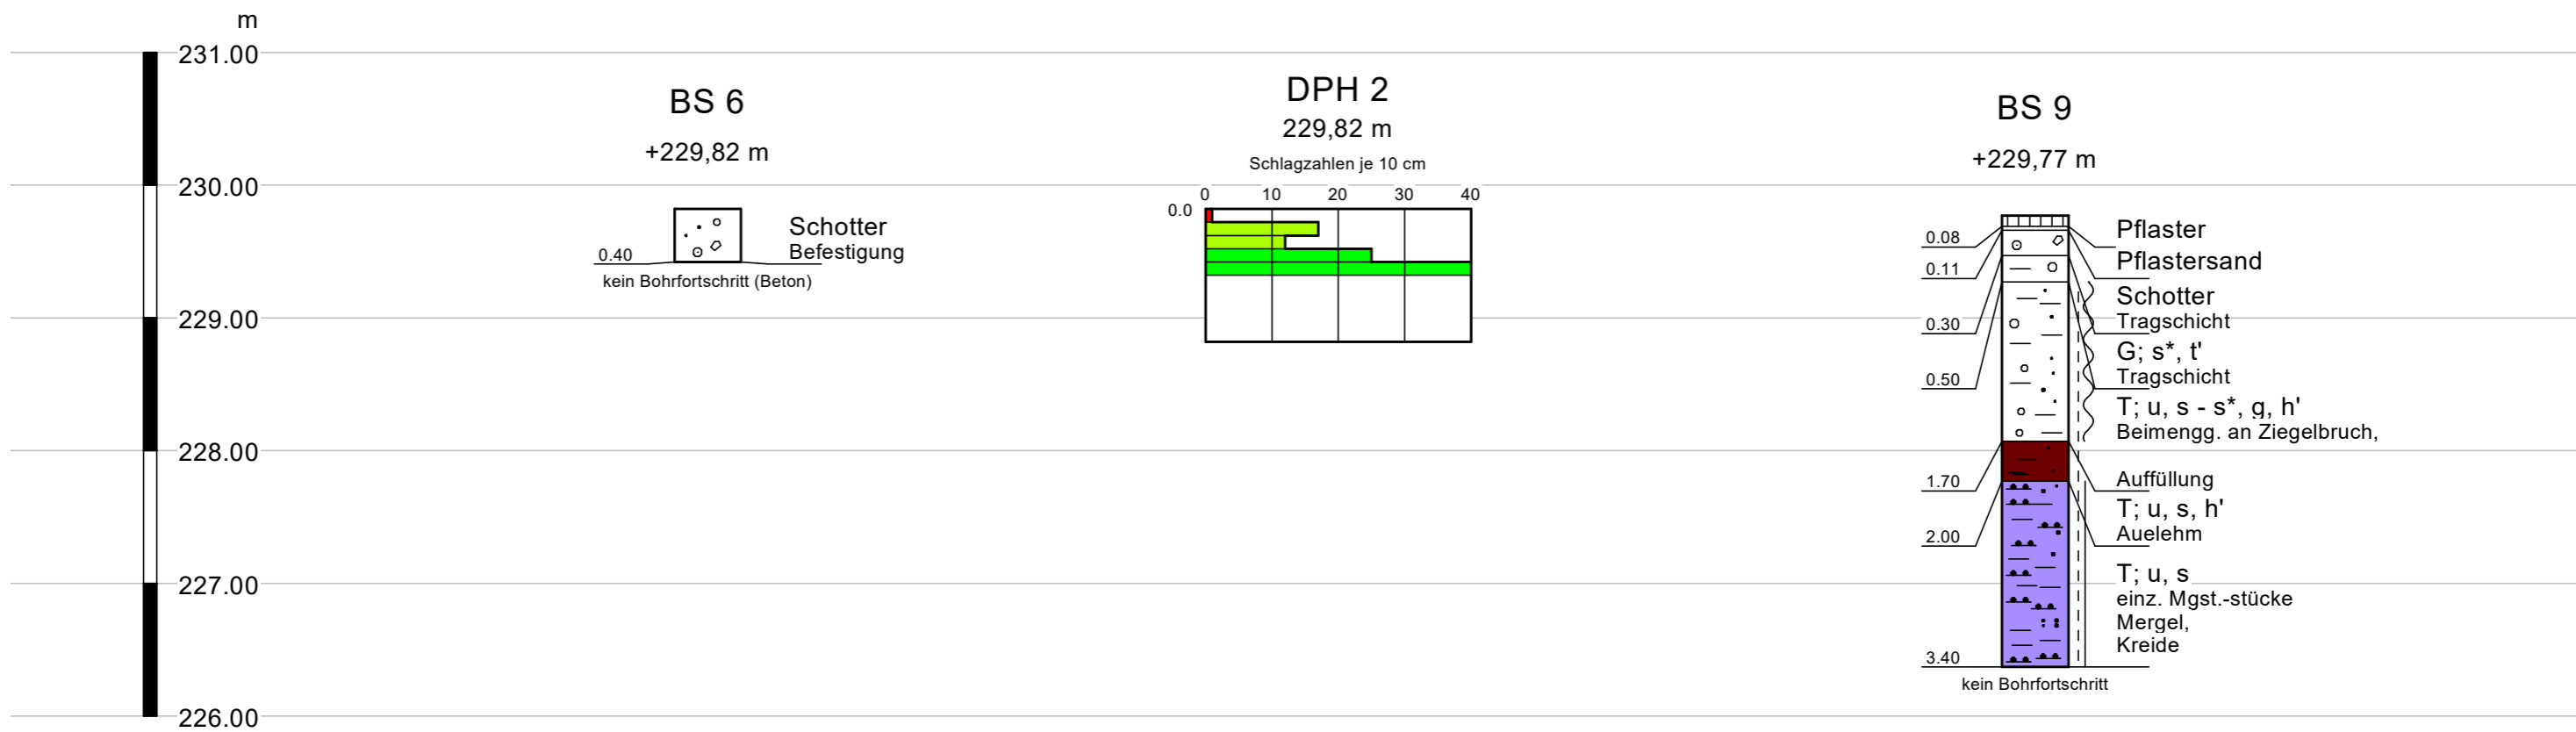 m
231.00
230.00
229.00
228.00
227.00
226.00
BS 6
+229,82 m
0.40
Schotter
Befestigung
kein Bohrfortschritt (Beton)
DPH 2
229,82 m
Schlagzahlen je 10 cm
0 10 20 30 40
0.0
BS 9
+229,77 m
0.08
0.11
0.30
0.50
1.70
2.00
3.40
Pflaster
Pflastersand
Schotter
Tragschicht
G; s*, t'
Tragschicht
T; u, s - s*, g, h'
Beimengg. an Ziegelbruch,
Auffüllung
T; u, s, h'
Auelehm
T; u, s
einz. Mgst.-stücke
Mergel,
Kreide
kein Bohrfortschritt